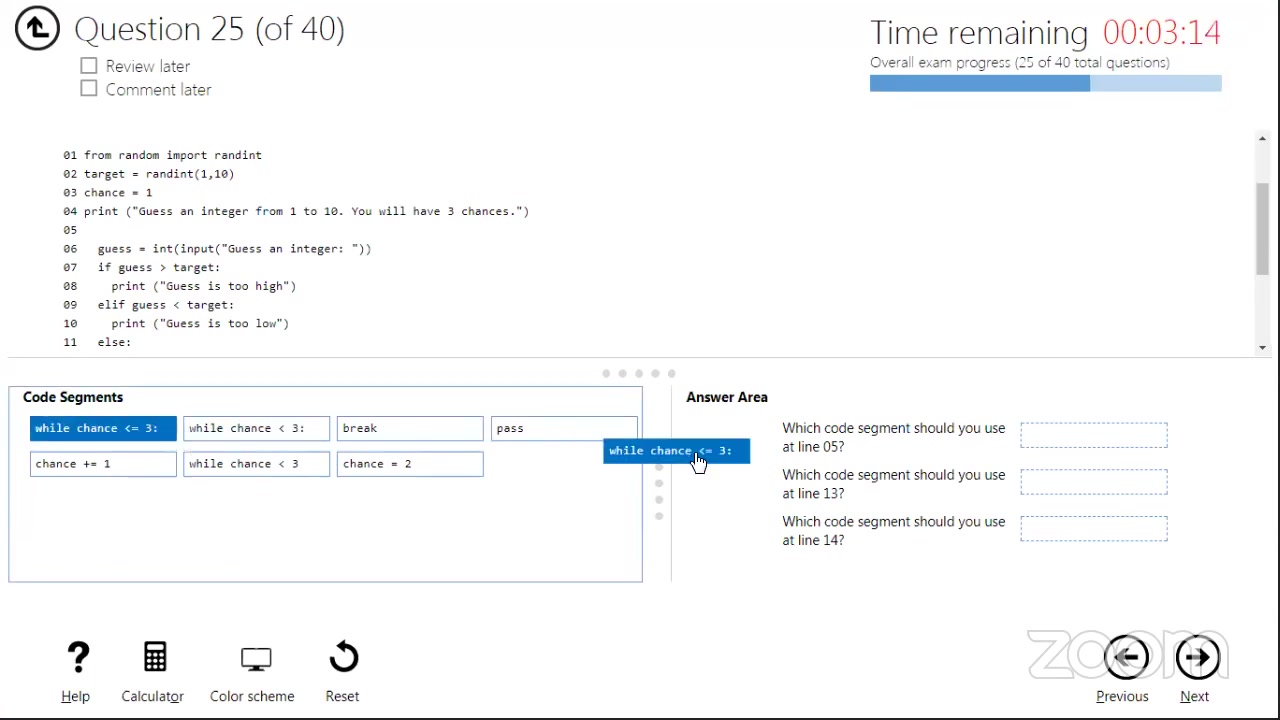 Question 25 (of 40)
Review later
Comment later
Time remaining 00:03:14
Overall exam progress (25 of 40 total questions)
01 from random import randint
02 target = randint(1,10)
03 chance = 1
04 print ("Guess an integer from 1 to 10. You will have 3 chances.")
05
06 guess = int(input("Guess an integer: "))
07 if guess > target:
08 print ("Guess is too high")
09 elif guess < target:
10 print ("Guess is too low")
11 else:
Code Segments
while chance <= 3:
while chance < 3:
break
pass
chance += 1
while chance < 3
chance = 2
while chance <= 3:
Answer Area
Which code segment should you use
at line 05?
Which code segment should you use
at line 13?
Which code segment should you use
at line 14?
Help
Calculator
Color scheme
Reset
zoom
Previous
Next